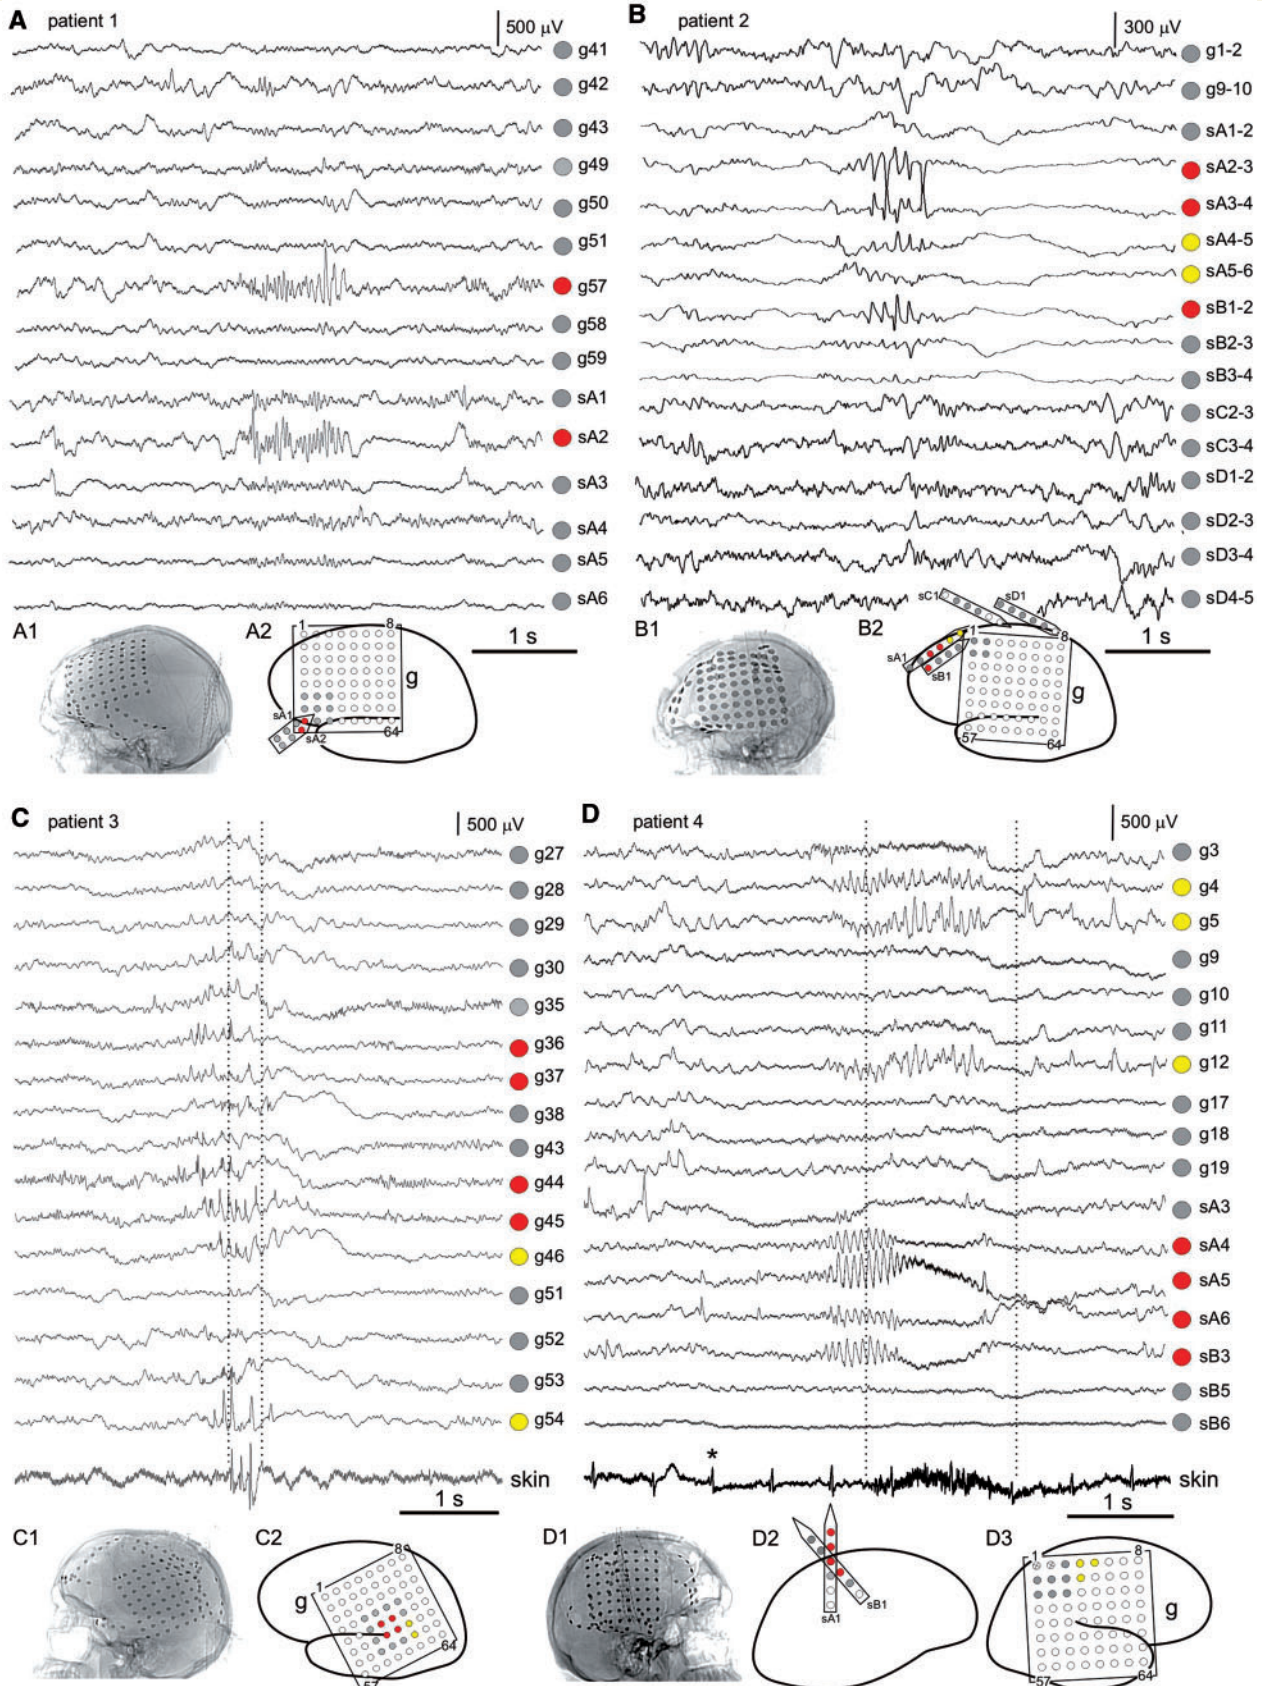 A patient 1
500 μV
g41
g42
g43
g49
g50
g51
g57
g58
g59
sA1
sA2
sA3
sA4
sA5
sA6
A1
A2
1 8
g
sA1
sA2
64
1 s
B patient 2
300 μV
g1-2
g9-10
sA1-2
sA2-3
sA3-4
sA4-5
sA5-6
sB1-2
sB2-3
sB3-4
sC2-3
sC3-4
sD1-2
sD2-3
sD3-4
sD4-5
B1
B2
sC1
sD1
1 8
sA1
sB1
g
57 64
1 s
C patient 3
500 μV
g27
g28
g29
g30
g35
g36
g37
g38
g43
g44
g45
g46
g51
g52
g53
g54
skin
1 s
C1
C2
8
g 1
64
57
D patient 4
500 μV
g3
g4
g5
g9
g10
g11
g12
g17
g18
g19
sA3
sA4
sA5
sA6
sB3
sB5
sB6
*
skin
1 s
D1
D2
sA1
sB1
D3
1 8
g
57 64